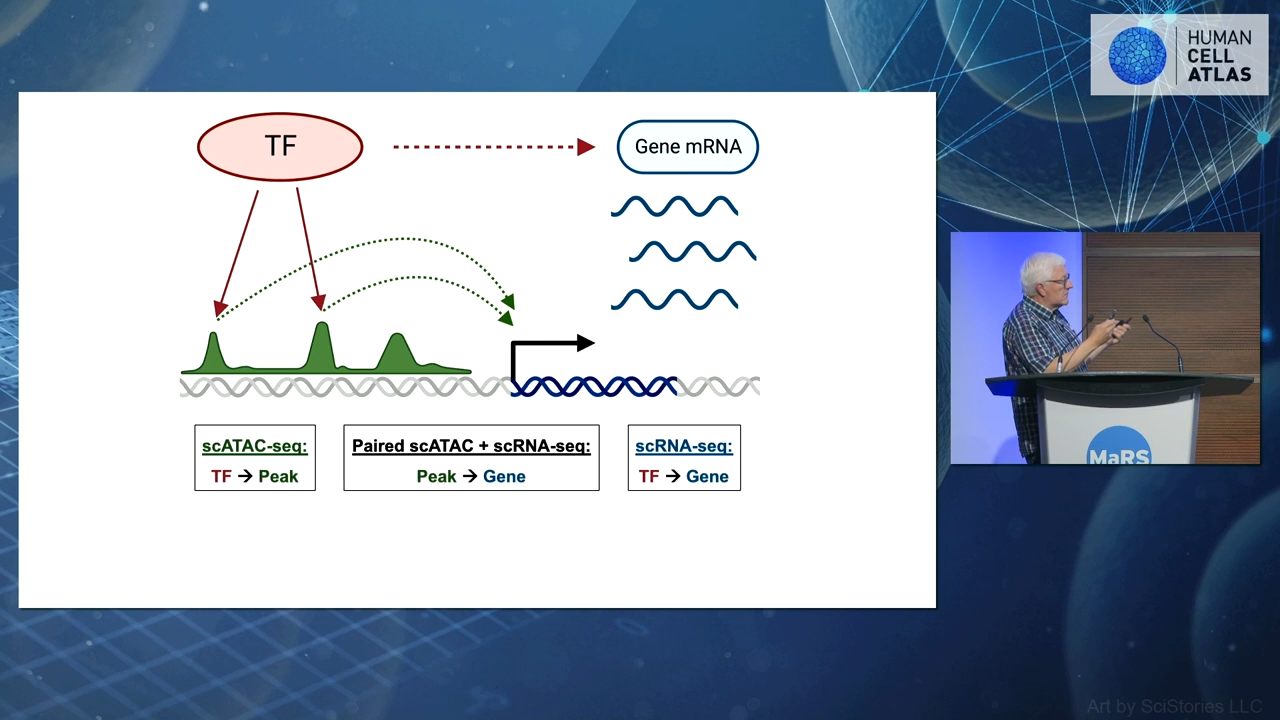 HUMAN
CELL
ATLAS
TF
Gene mRNA
scATAC-seq:
TF → Peak
Paired scATAC + scRNA-seq:
Peak → Gene
scRNA-seq:
TF → Gene
MaRS
Art by SciStories LLC